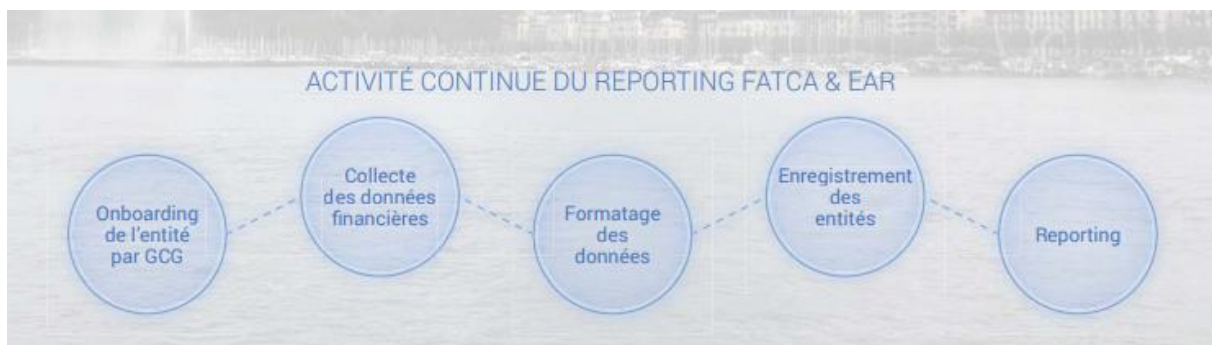 ACTIVITÉ CONTINUE DU REPORTING FATCA & EAR
Onboarding
de l'entité
par GCG
Collecte
des données
financières
Formatage
des
données
Enregistrement
des
entités
Reporting